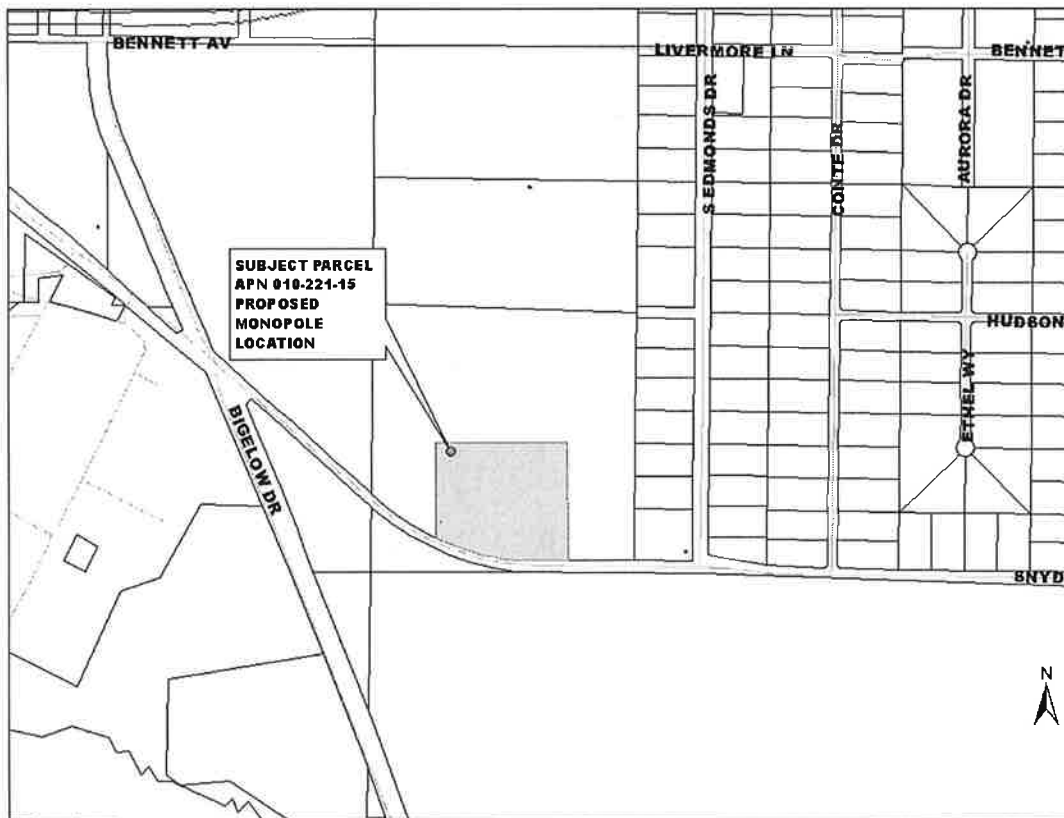 BENNETT AV
LIVERMORE LN
BENNET
S EDMONDS DR
CONTE DR
AURORA DR
SUBJECT PARCEL
APN 010-221-15
PROPOSED
MONOPOLE
LOCATION
HUDSON
ETHEL WY
BIGELOW DR
SNYD
N